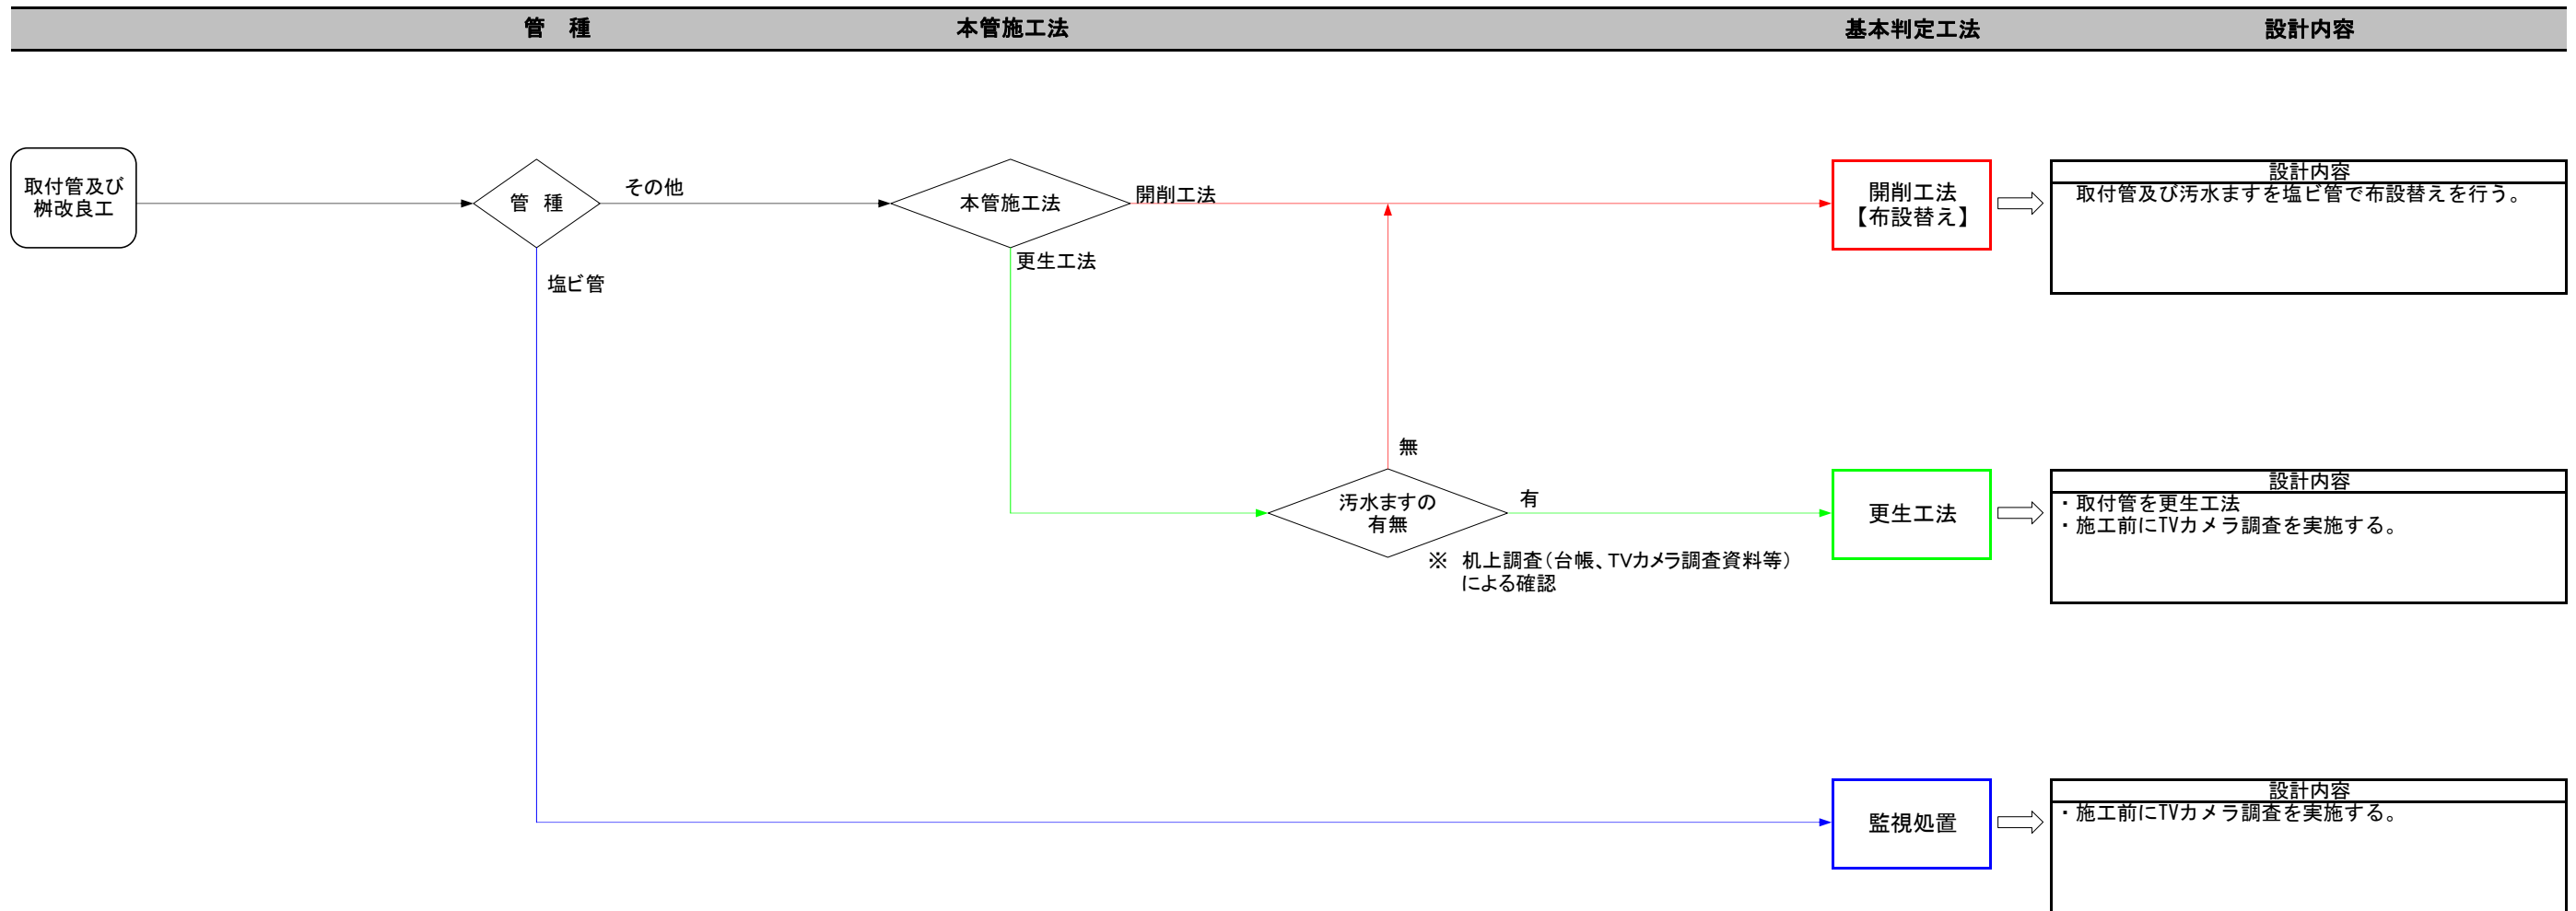 管　種
本管施工法
基本判定工法
設計内容
取付管及び
桝改良工
管　種
その他
塩ビ管
本管施工法
開削工法
更生工法
開削工法
【布設替え】
設計内容
取付管及び汚水ますを塩ビ管で布設替えを行う。
無
汚水ますの
有無
有
※　机上調査（台帳、TVカメラ調査資料等）
による確認
更生工法
設計内容
・取付管を更生工法
・施工前にTVカメラ調査を実施する。
監視処置
設計内容
・施工前にTVカメラ調査を実施する。